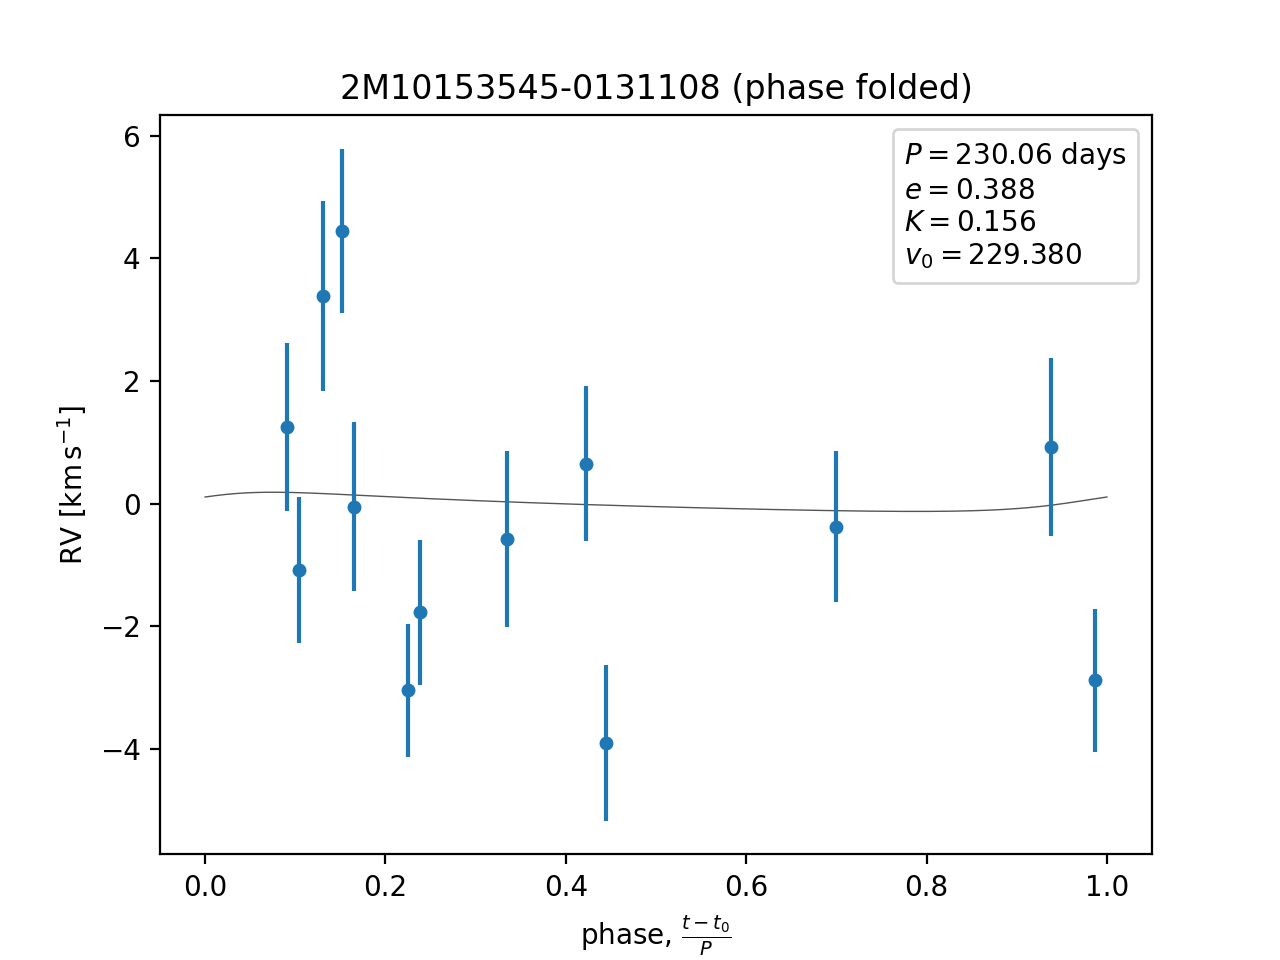 2M10153545-0131108 (phase folded)
P = 230.06 days
e = 0.388
K = 0.156
v₀ = 229.380
6
4
2
0
−2
−4
RV [km s⁻¹]
0.0 0.2 0.4 0.6 0.8 1.0
phase, (t − t₀)/P